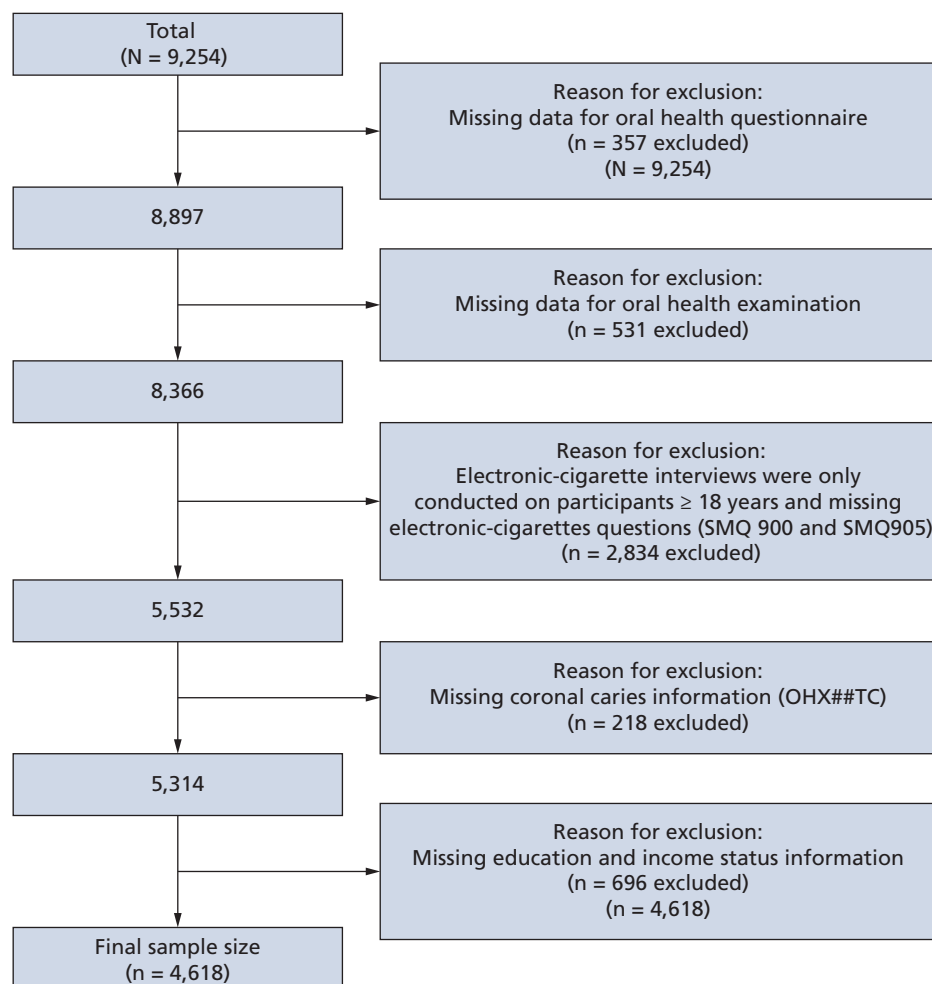 Total
(N = 9,254)
Reason for exclusion:
Missing data for oral health questionnaire
(n = 357 excluded)
(N = 9,254)
8,897
Reason for exclusion:
Missing data for oral health examination
(n = 531 excluded)
8,366
Reason for exclusion:
Electronic-cigarette interviews were only
conducted on participants ≥ 18 years and missing
electronic-cigarettes questions (SMQ 900 and SMQ905)
(n = 2,834 excluded)
5,532
Reason for exclusion:
Missing coronal caries information (OHX##TC)
(n = 218 excluded)
5,314
Reason for exclusion:
Missing education and income status information
(n = 696 excluded)
(n = 4,618)
Final sample size
(n = 4,618)